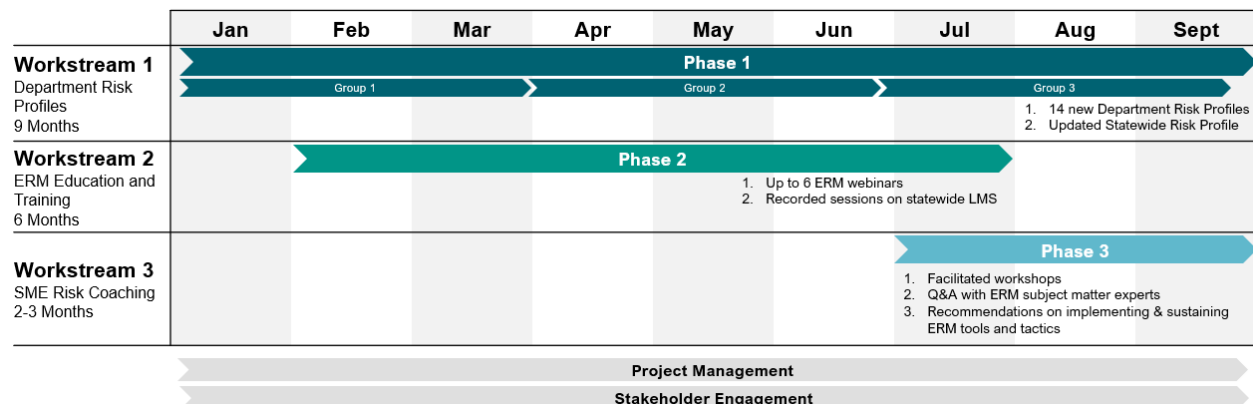 Jan Feb Mar Apr May Jun Jul Aug Sept
Workstream 1
Department Risk
Profiles
9 Months
Phase 1
Group 1 Group 2 Group 3
1. 14 new Department Risk Profiles
2. Updated Statewide Risk Profile
Workstream 2
ERM Education and
Training
6 Months
Phase 2
1. Up to 6 ERM webinars
2. Recorded sessions on statewide LMS
Workstream 3
SME Risk Coaching
2-3 Months
Phase 3
1. Facilitated workshops
2. Q&A with ERM subject matter experts
3. Recommendations on implementing & sustaining
ERM tools and tactics
Project Management
Stakeholder Engagement